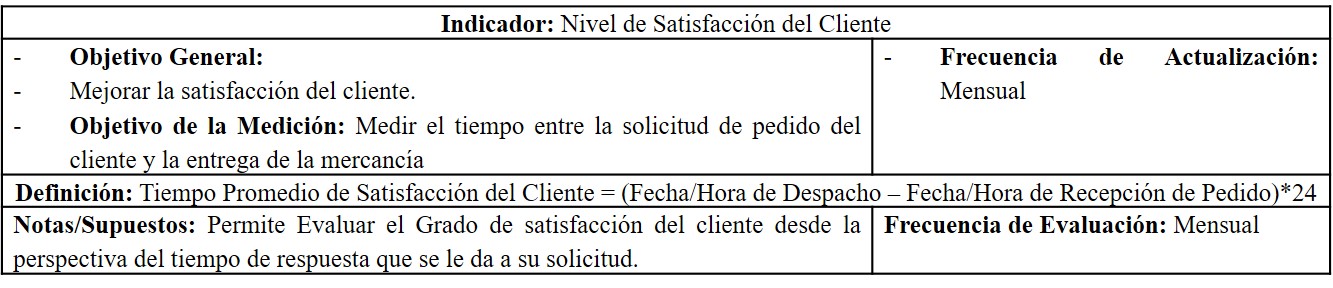 Indicador: Nivel de Satisfacción del Cliente
- Objetivo General:
- Mejorar la satisfacción del cliente.
- Objetivo de la Medición: Medir el tiempo entre la solicitud de pedido del
cliente y la entrega de la mercancía
- Frecuencia de Actualización:
Mensual
Definición: Tiempo Promedio de Satisfacción del Cliente = (Fecha/Hora de Despacho – Fecha/Hora de Recepción de Pedido)*24
Notas/Supuestos: Permite Evaluar el Grado de satisfacción del cliente desde la
perspectiva del tiempo de respuesta que se le da a su solicitud.
Frecuencia de Evaluación: Mensual